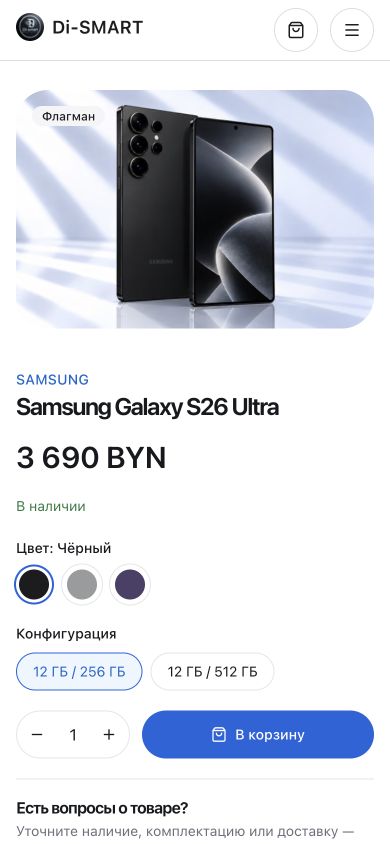 Di-SMART
Флагман
SAMSUNG
Samsung Galaxy S26 Ultra
3 690 BYN
В наличии
Цвет: Чёрный
Конфигурация
12 ГБ / 256 ГБ
12 ГБ / 512 ГБ
1
В корзину
Есть вопросы о товаре?
Уточните наличие, комплектацию или доставку —